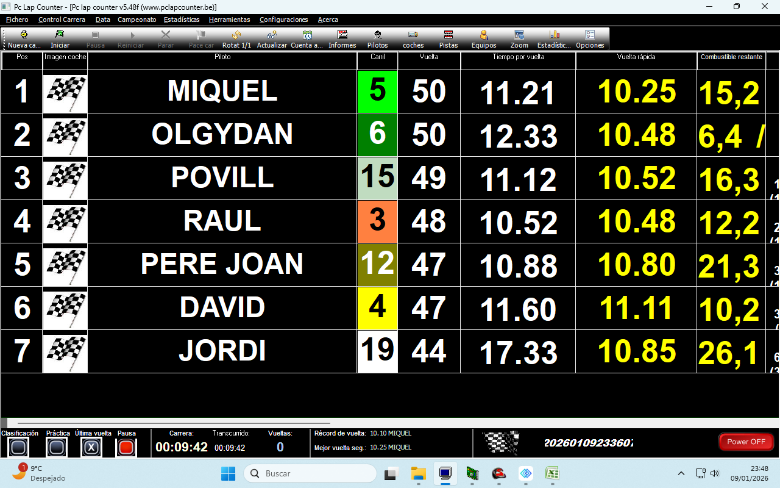 Pc Lap Counter - [Pc lap counter v5.48f (www.pclapcounter.be)]
Fichero Control Carrera Data Campeonato Estadísticas Herramientas Configuraciones Acerca
Nueva ca... Iniciar Pausa Reiniciar Parar Pace car Rotat 1/1 Actualizar Cuenta a... Informes Pilotos coches Pistas Equipos Zoom Estadístic... Opciones
Pos Imagen coche Piloto Carril Vuelta Tiempo por vuelta Vuelta rápida Combustible restante
1 MIQUEL 5 50 11.21 10.25 15,2
2 OLGYDAN 6 50 12.33 10.48 6,4 /
3 POVILL 15 49 11.12 10.52 16,3
4 RAUL 3 48 10.52 10.48 12,2
5 PERE JOAN 12 47 10.88 10.80 21,3
6 DAVID 4 47 11.60 11.11 10,2
7 JORDI 19 44 17.33 10.85 26,1
Clasificación Práctica Última vuelta Pausa Carrera: Transcurrido: Vueltas: Récord de vuelta: 10.10 MIQUEL
X 00:09:42 00:09:42 0 Mejor vuelta seg.: 10.25 MIQUEL
2026010923360
Power OFF
1
9°C
Despejado
Buscar
23:48
09/01/2026